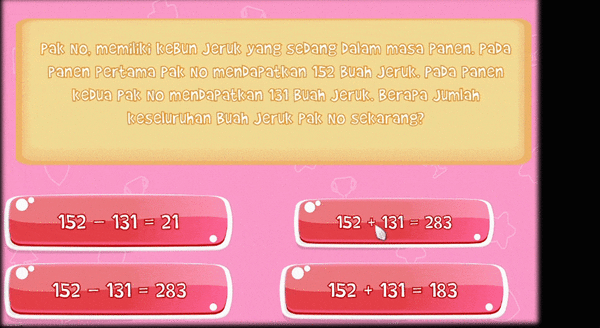 Pak No, memiliki kebun jeruk yang sedang dalam masa panen. Pada
panen pertama Pak No mendapatkan 152 buah jeruk. Pada panen
kedua Pak No mendapatkan 131 buah jeruk. Berapa jumlah
keseluruhan buah jeruk Pak No sekarang?
152 - 131 = 21
152 + 131 = 283
152 - 131 = 283
152 + 131 = 183